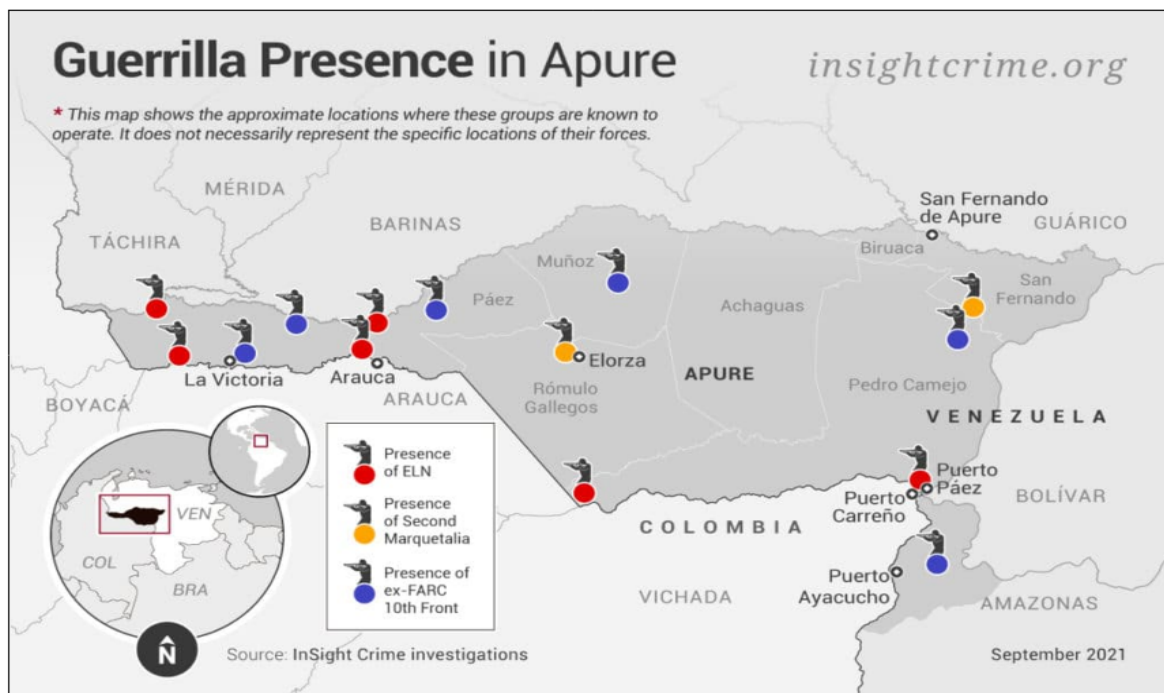 Guerrilla Presence in Apure
insightcrime.org
* This map shows the approximate locations where these groups are known to
operate. It does not necessarily represent the specific locations of their forces.
MÉRIDA
TÁCHIRA
BARINAS
San Fernando
de Apure
GUÁRICO
Biruaca
Muñoz
San
Fernando
Páez
Achaguas
Elorza
La Victoria
Arauca
APURE
Rómulo
Gallegos
Pedro Camejo
BOYACÁ
ARAUCA
VENEZUELA
Presence
of ELN
Presence
of Second
Marquetalia
Presence of
ex-FARC
10th Front
Puerto
Páez
Puerto
Carreño
BOLÍVAR
COLOMBIA
VEN
COL
BRA
Puerto
Ayacucho
VICHADA
AMAZONAS
N
Source: InSight Crime investigations
September 2021